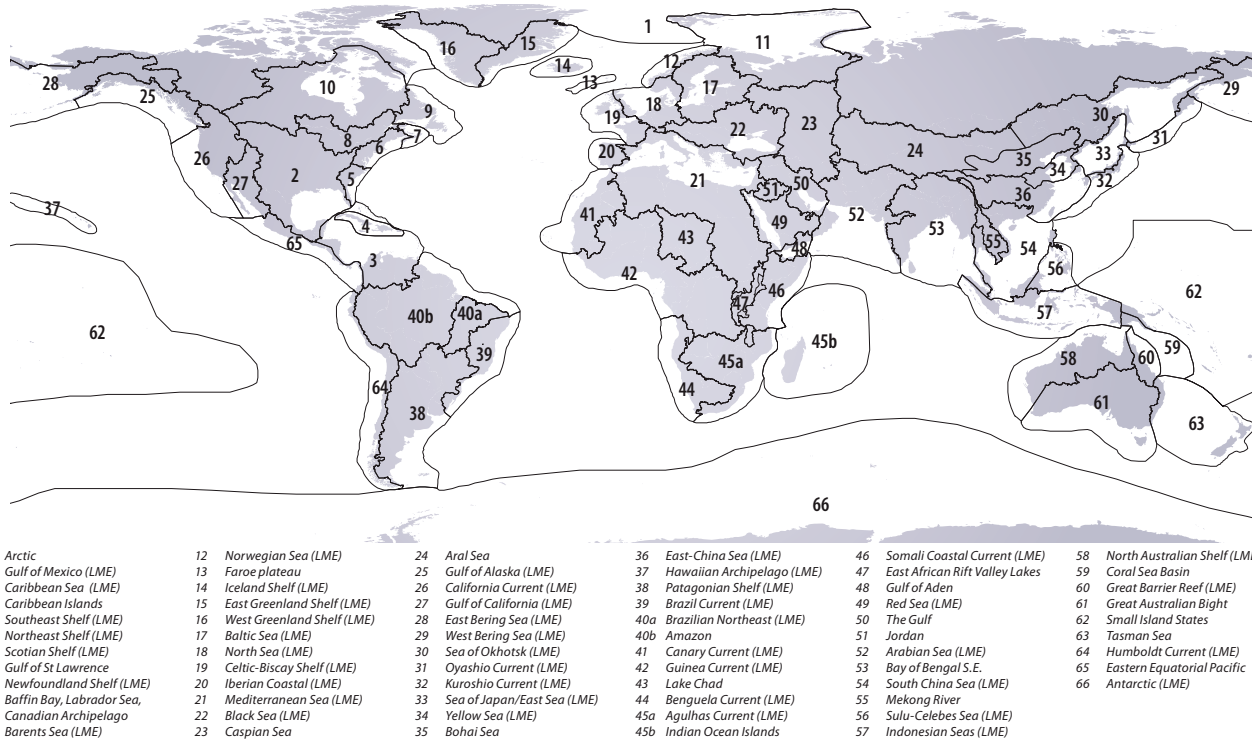 1
16
15
11
14
12
13
28
25
10
17
29
9
18
19
30
8
7
6
22
23
31
26
20
24
33
35
34
27
2
5
21
51
50
32
36
37
4
41
49
52
53
55
54
65
3
43
48
56
42
46
47
62
57
62
40b
40a
39
45a
45b
59
60
58
64
44
38
61
63
66
Arctic
Gulf of Mexico (LME)
Caribbean Sea (LME)
Caribbean Islands
Southeast Shelf (LME)
Northeast Shelf (LME)
Scotian Shelf (LME)
Gulf of St Lawrence
Newfoundland Shelf (LME)
Baffin Bay, Labrador Sea,
Canadian Archipelago
Barents Sea (LME)
12 Norwegian Sea (LME)
13 Faroe plateau
14 Iceland Shelf (LME)
15 East Greenland Shelf (LME)
16 West Greenland Shelf (LME)
17 Baltic Sea (LME)
18 North Sea (LME)
19 Celtic-Biscay Shelf (LME)
20 Iberian Coastal (LME)
21 Mediterranean Sea (LME)
22 Black Sea (LME)
23 Caspian Sea
24 Aral Sea
25 Gulf of Alaska (LME)
26 California Current (LME)
27 Gulf of California (LME)
28 East Bering Sea (LME)
29 West Bering Sea (LME)
30 Sea of Okhotsk (LME)
31 Oyashio Current (LME)
32 Kuroshio Current (LME)
33 Sea of Japan/East Sea (LME)
34 Yellow Sea (LME)
35 Bohai Sea
36 East-China Sea (LME)
37 Hawaiian Archipelago (LME)
38 Patagonian Shelf (LME)
39 Brazil Current (LME)
40a Brazilian Northeast (LME)
40b Amazon
41 Canary Current (LME)
42 Guinea Current (LME)
43 Lake Chad
44 Benguela Current (LME)
45a Agulhas Current (LME)
45b Indian Ocean Islands
46 Somali Coastal Current (LME)
47 East African Rift Valley Lakes
48 Gulf of Aden
49 Red Sea (LME)
50 The Gulf
51 Jordan
52 Arabian Sea (LME)
53 Bay of Bengal S.E.
54 South China Sea (LME)
55 Mekong River
56 Sulu-Celebes Sea (LME)
57 Indonesian Seas (LME)
58 North Australian Shelf (LME
59 Coral Sea Basin
60 Great Barrier Reef (LME)
61 Great Australian Bight
62 Small Island States
63 Tasman Sea
64 Humboldt Current (LME)
65 Eastern Equatorial Pacific
66 Antarctic (LME)